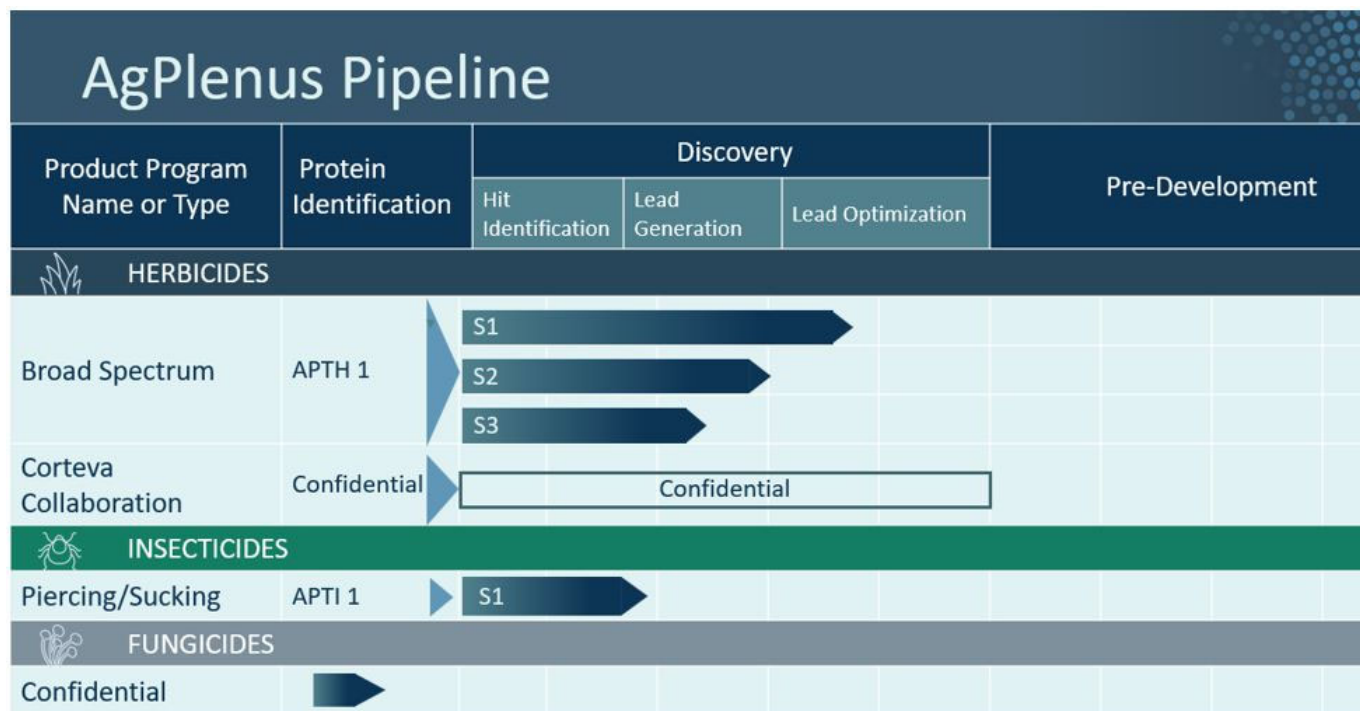 AgPlenus Pipeline
Product Program
Name or Type
Protein
Identification
Discovery
Hit
Identification
Lead
Generation
Lead Optimization
Pre-Development
HERBICIDES
Broad Spectrum
APTH 1
S1
S2
S3
Corteva
Collaboration
Confidential
Confidential
INSECTICIDES
Piercing/Sucking
APTI 1
S1
FUNGICIDES
Confidential